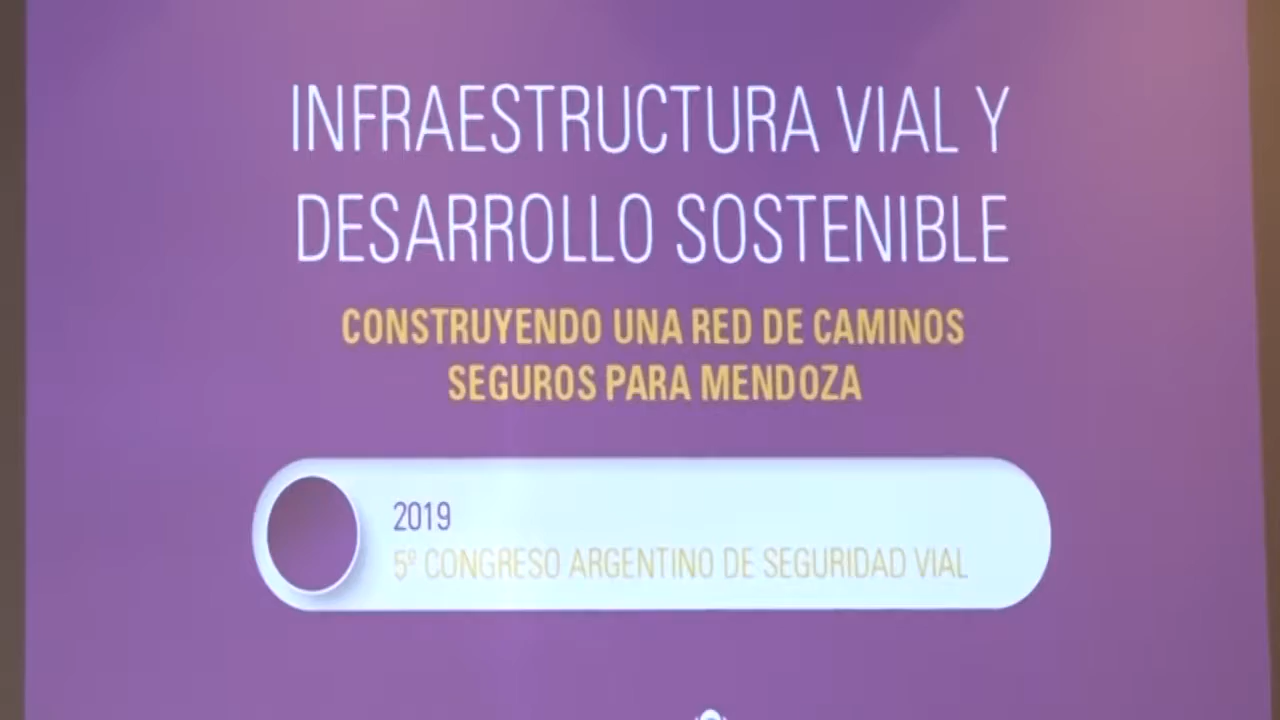 INFRAESTRUCTURA VIAL Y
DESARROLLO SOSTENIBLE
CONSTRUYENDO UNA RED DE CAMINOS
SEGUROS PARA MENDOZA
2019
5º CONGRESO ARGENTINO DE SEGURIDAD VIAL